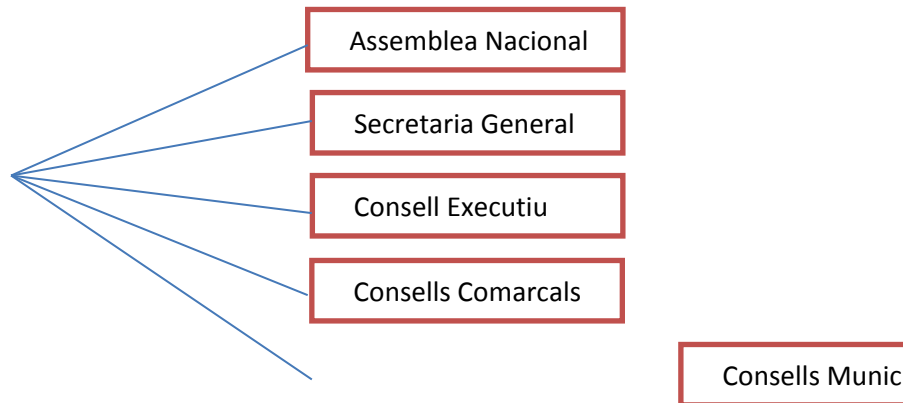 Assemblea Nacional
Secretaria General
Consell Executiu
Consells Comarcals
Consells Munic